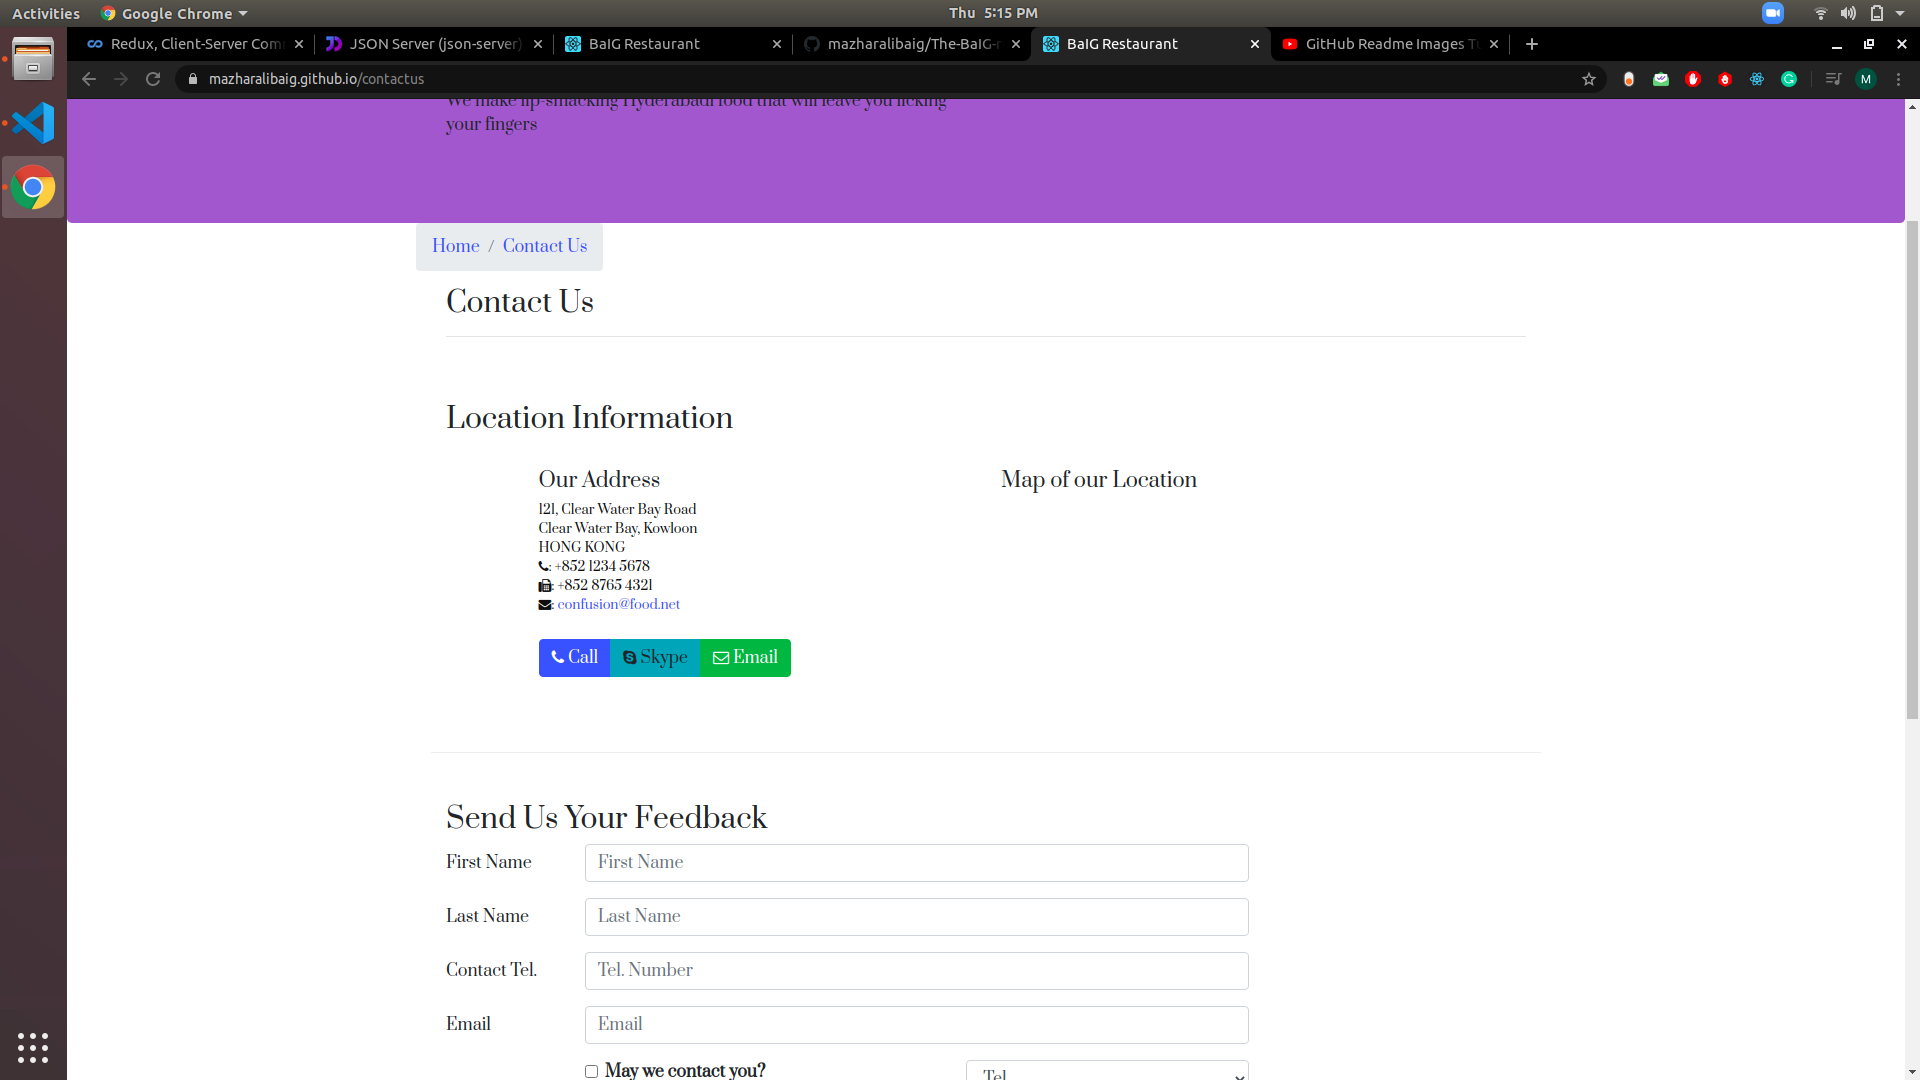 Activities
Google Chrome
Thu 5:15 PM
Redux, Client-Server Com
JSON Server (json-server)
BaIG Restaurant
mazharalibaig/The-BaIG-r
BaIG Restaurant
GitHub Readme Images Tu
mazharalibaig.github.io/contactus
M
We make lip-smacking Hyderabadi food that will leave you licking
your fingers
Home / Contact Us
Contact Us
Location Information
Our Address
121, Clear Water Bay Road
Clear Water Bay, Kowloon
HONG KONG
: +852 1234 5678
: +852 8765 4321
: confusion@food.net
Call
Skype
Email
Map of our Location
Send Us Your Feedback
First Name
First Name
Last Name
Last Name
Contact Tel.
Tel. Number
Email
Email
May we contact you?
Tel.